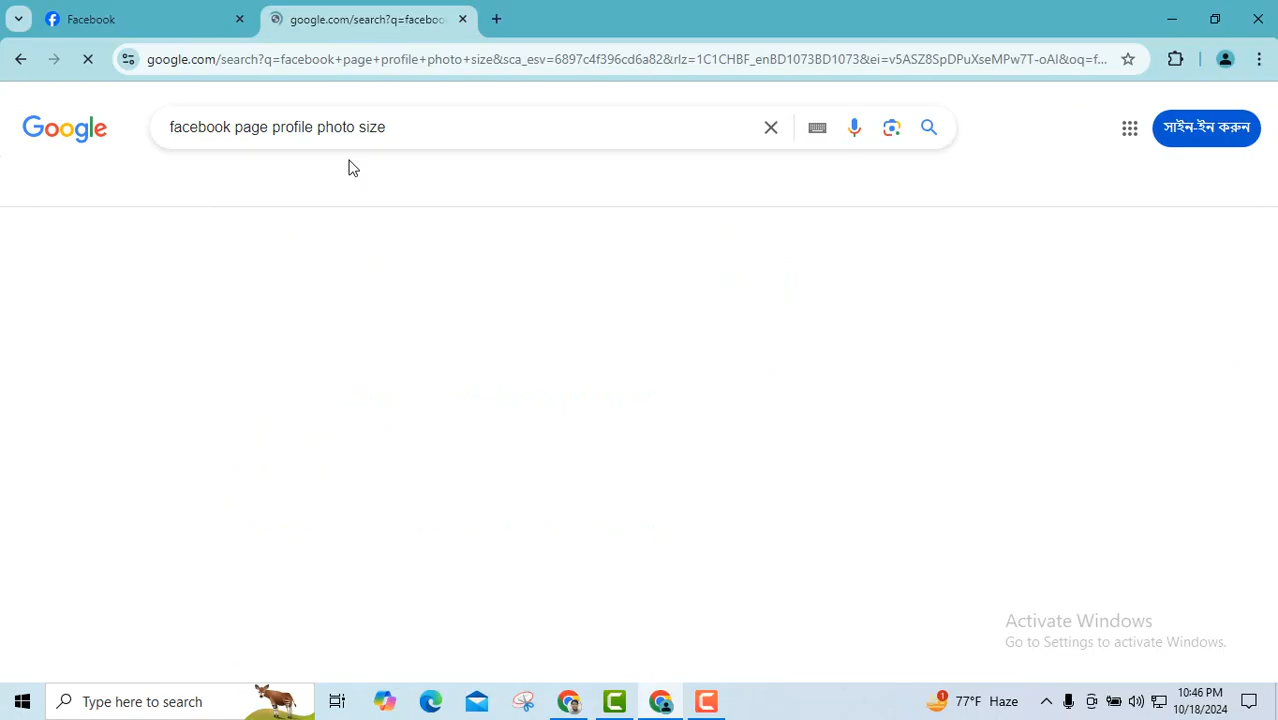 Facebook
google.com/search?q=faceboo
google.com/search?q=facebook+page+profile+photo+size&sca_esv=6897c4f396cd6a82&rlz=1C1CHBF_enBD1073BD1073&ei=v5ASZ8SpDPuXseMPw7T-oAI&oq=f...
Google
facebook page profile photo size
সাইন-ইন করুন
Activate Windows
Go to Settings to activate Windows.
Type here to search
1
77°F Haze
10:46 PM
10/18/2024